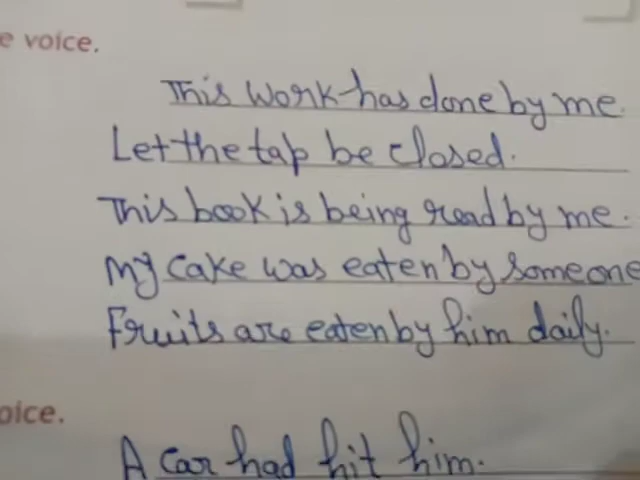 e voice.
This work has done by me.
Let the tap be closed.
This book is being read by me.
My cake was eaten by someone
Fruits are eaten by him daily.
oice.
A car had hit him.